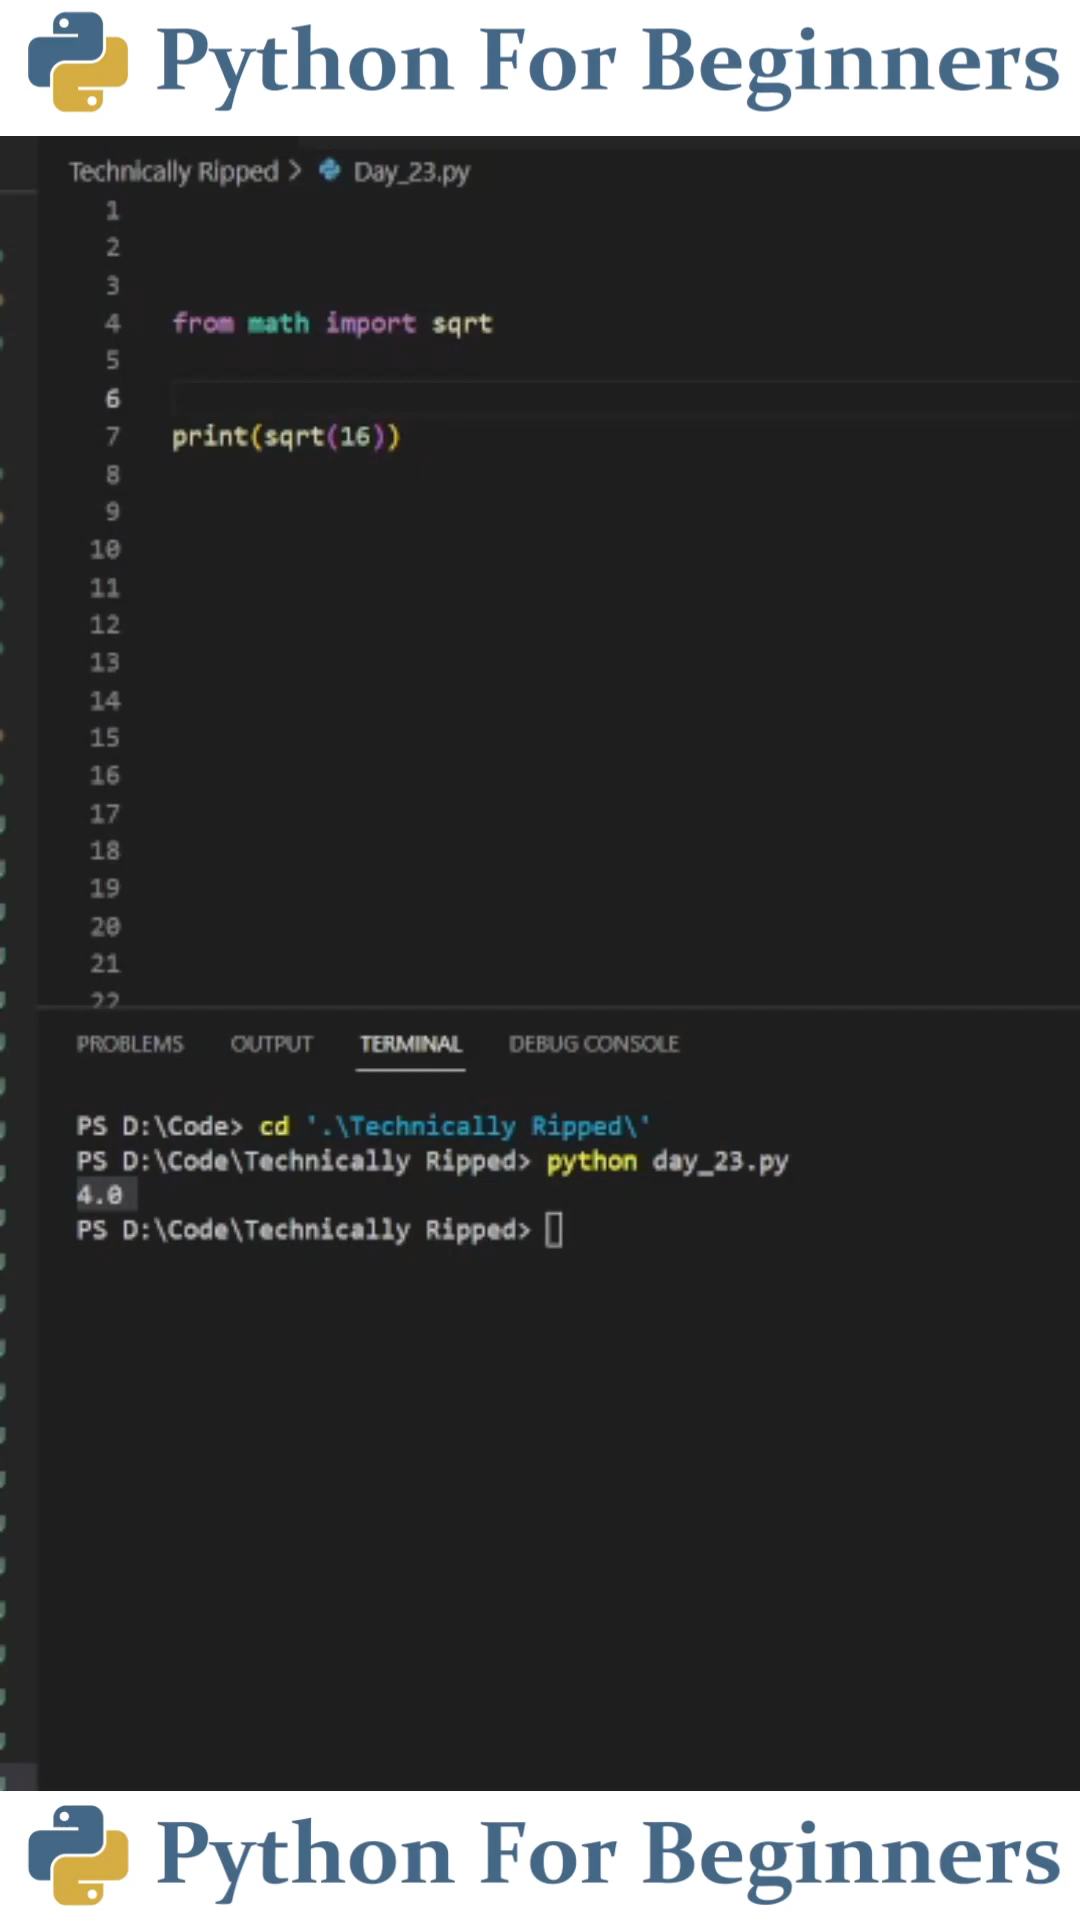 Python For Beginners
Technically Ripped > Day_23.py
1
2
3
4 from math import sqrt
5
6
7 print(sqrt(16))
8
9
10
11
12
13
14
15
16
17
18
19
20
21
22
PROBLEMS OUTPUT TERMINAL DEBUG CONSOLE
PS D:\Code> cd '.\Technically Ripped\'
PS D:\Code\Technically Ripped> python day_23.py
4.0
PS D:\Code\Technically Ripped>
Python For Beginners